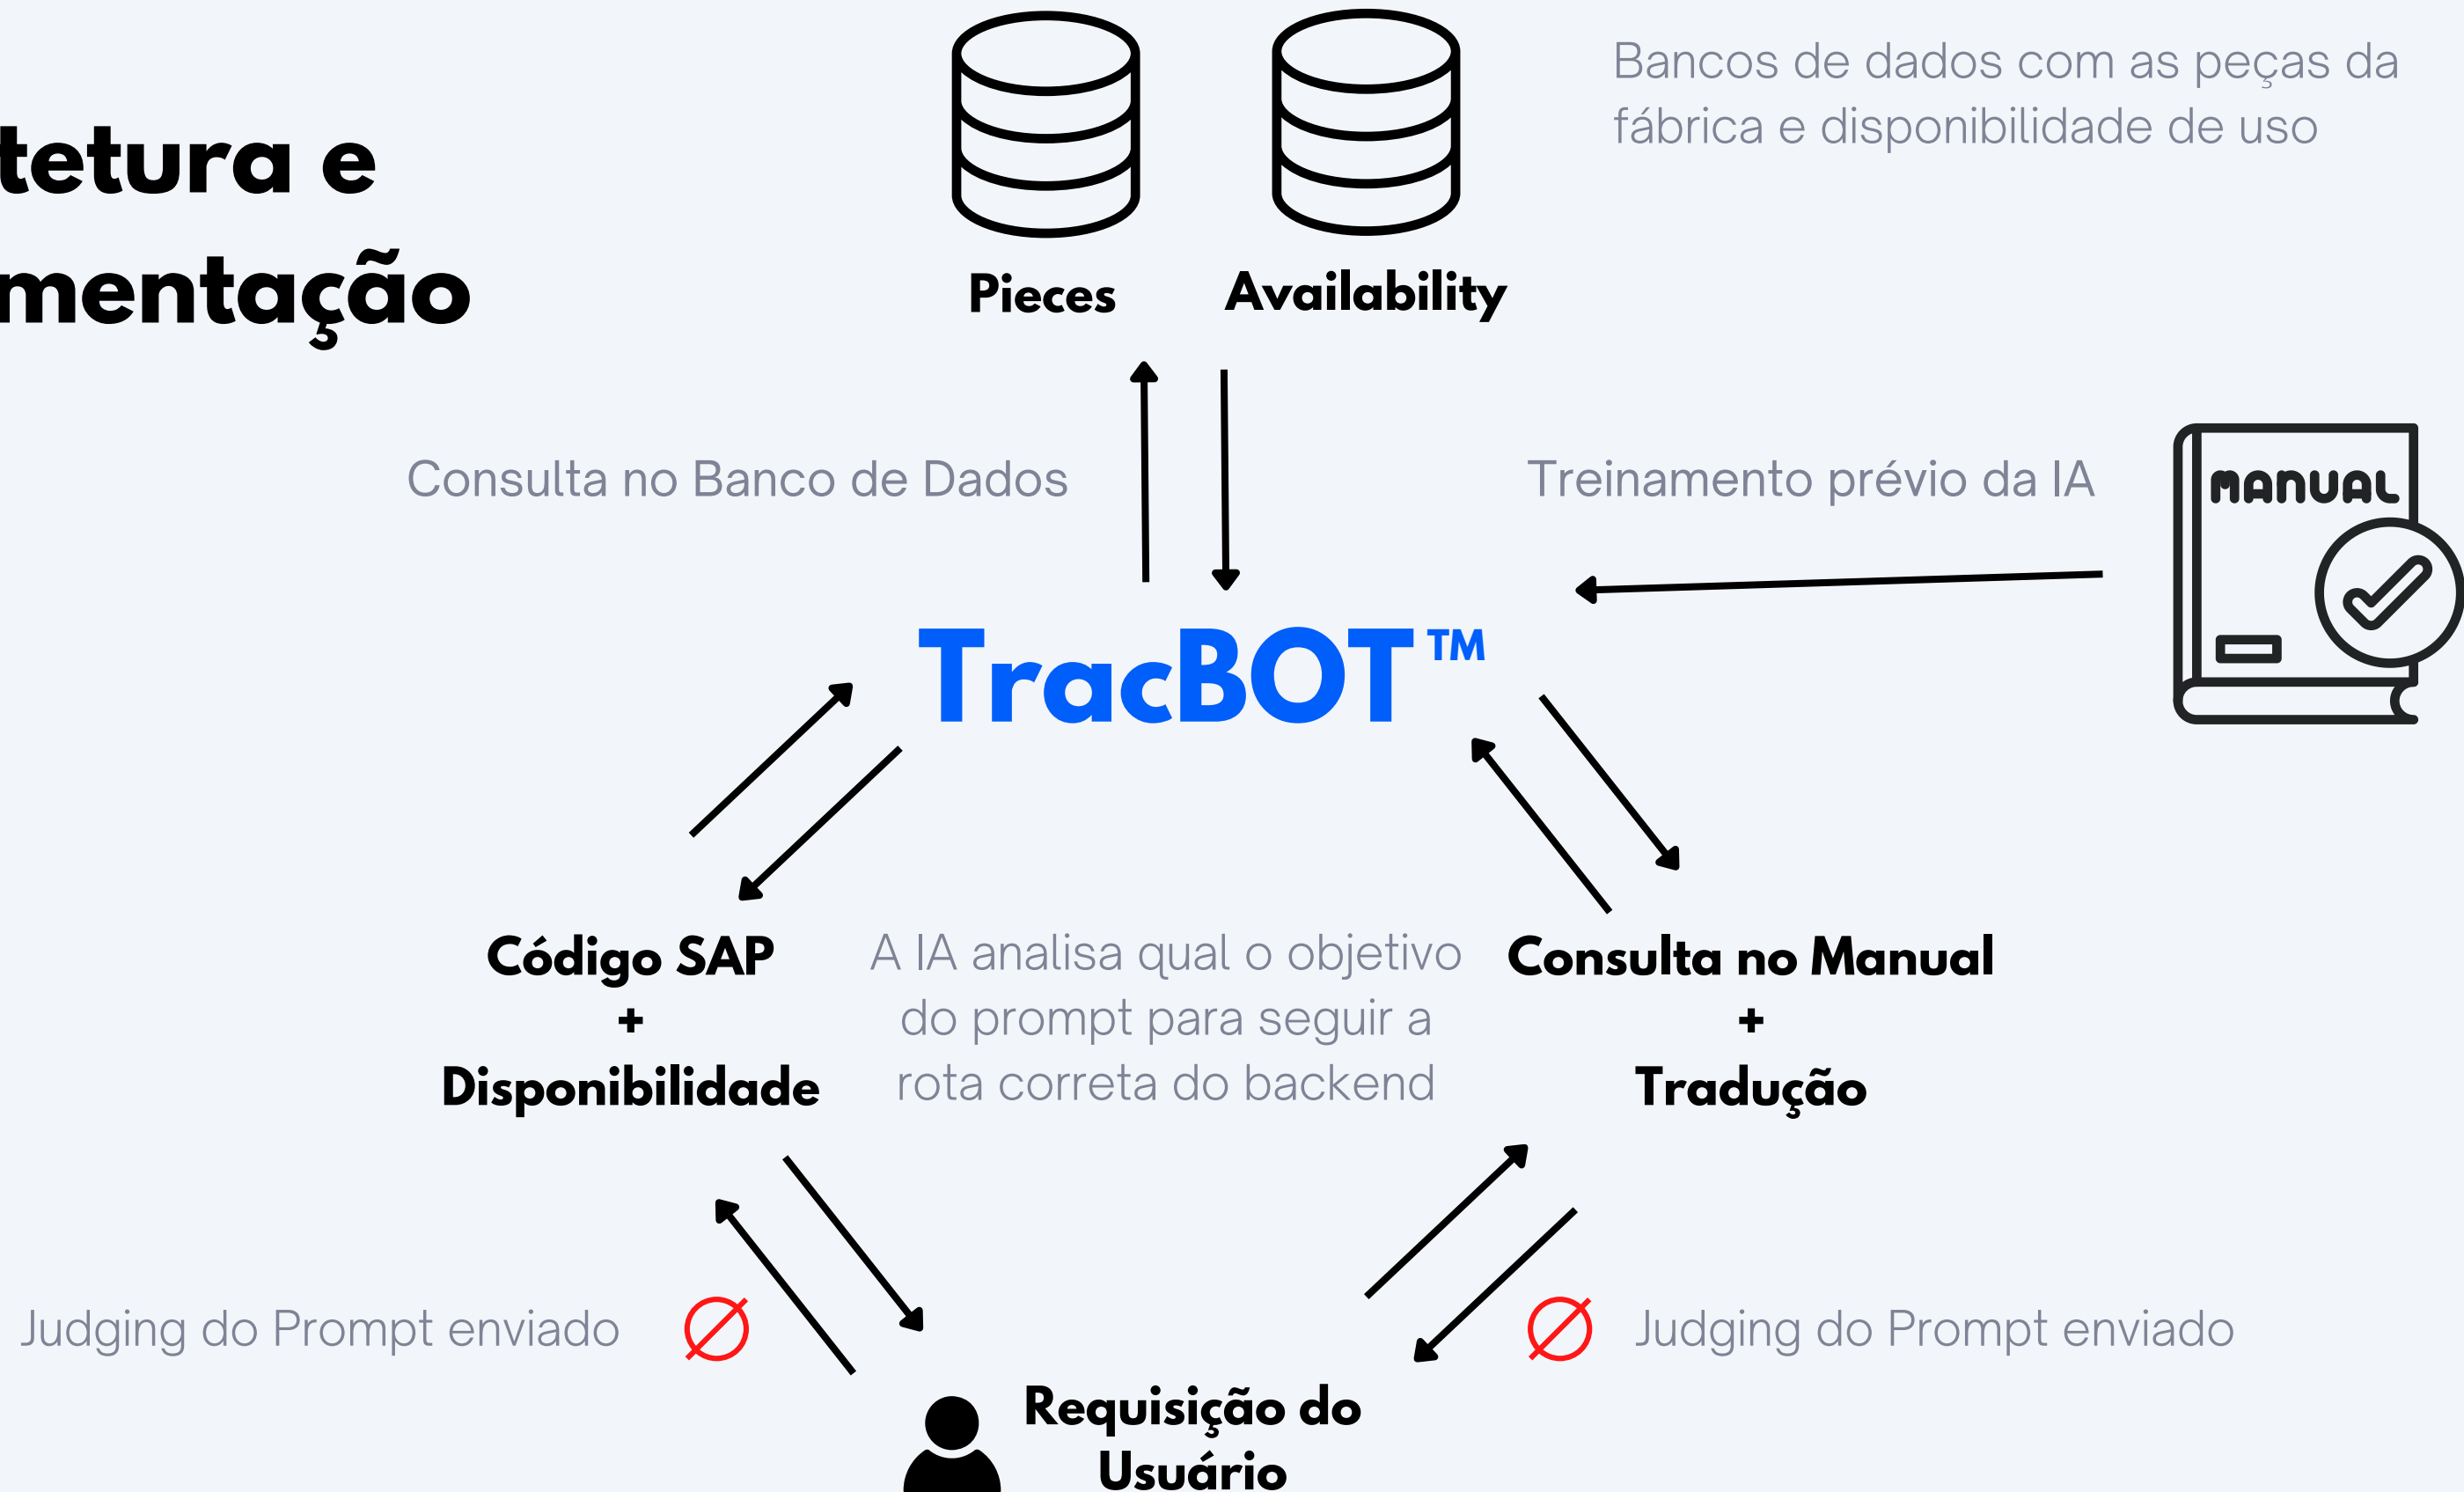 tetura e
mentação
Bancos de dados com as peças da
fábrica e disponibilidade de uso
Pieces
Availability
Consulta no Banco de Dados
Treinamento prévio da IA
MANUAL
TracBOT™
Código SAP
+
Disponibilidade
A IA analisa qual o objetivo
do prompt para seguir a
rota correta do backend
Consulta no Manual
+
Tradução
Judging do Prompt enviado
Judging do Prompt enviado
Requisição do
Usuário